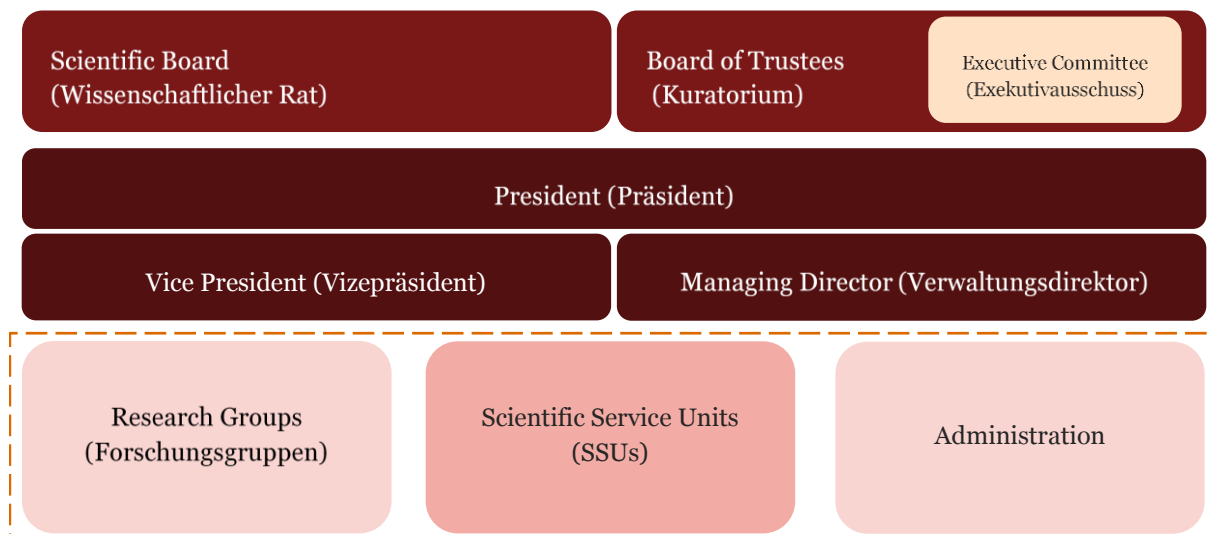 Scientific Board
(Wissenschaftlicher Rat)
Board of Trustees
(Kuratorium)
Executive Committee
(Exekutivausschuss)
President (Präsident)
Vice President (Vizepräsident)
Managing Director (Verwaltungsdirektor)
Research Groups
(Forschungsgruppen)
Scientific Service Units
(SSUs)
Administration